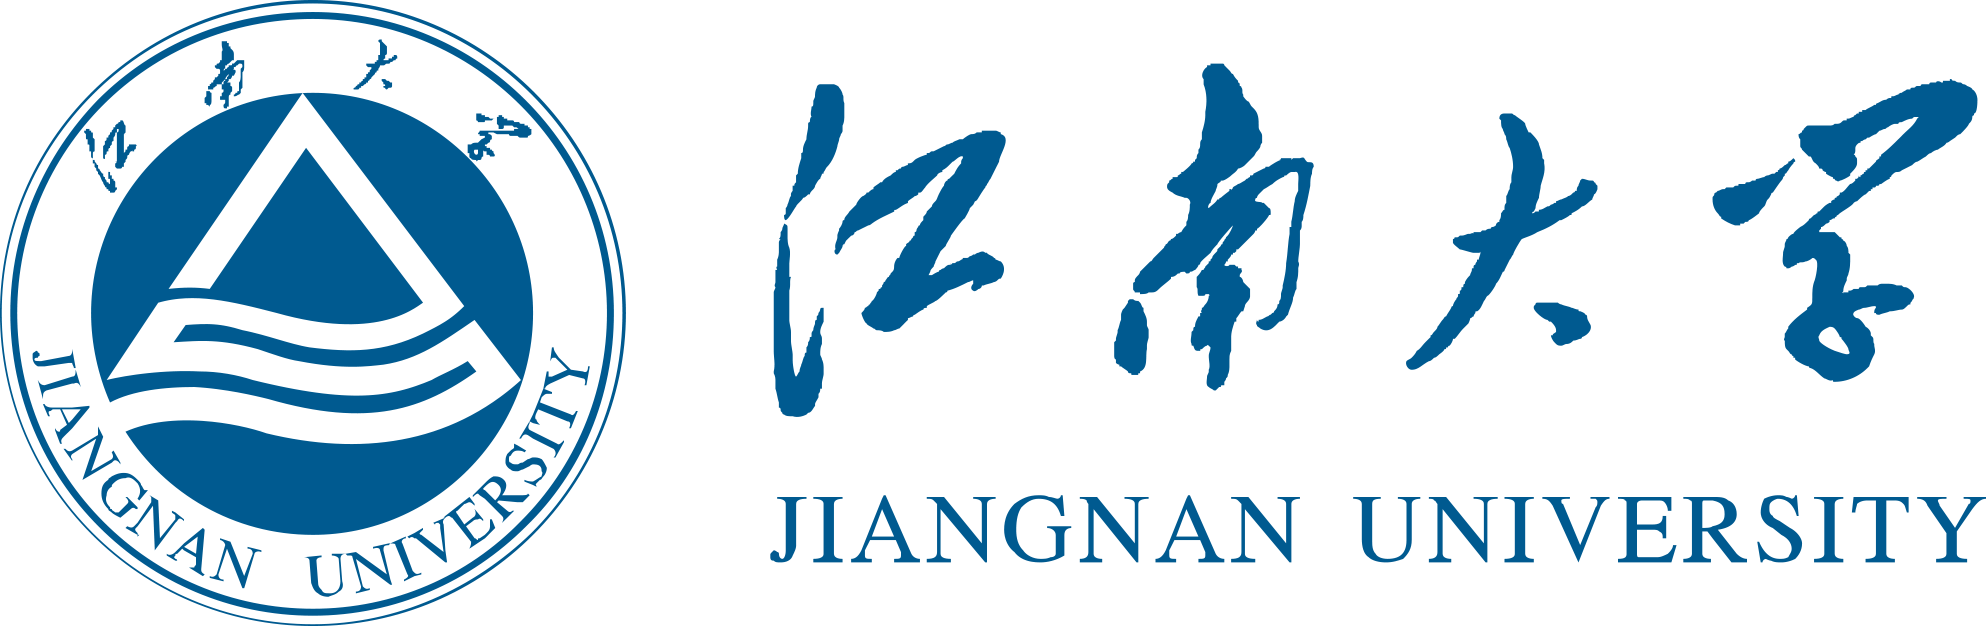 江南大学
JIANGNAN UNIVERSITY
江南大学
JIANGNAN UNIVERSITY